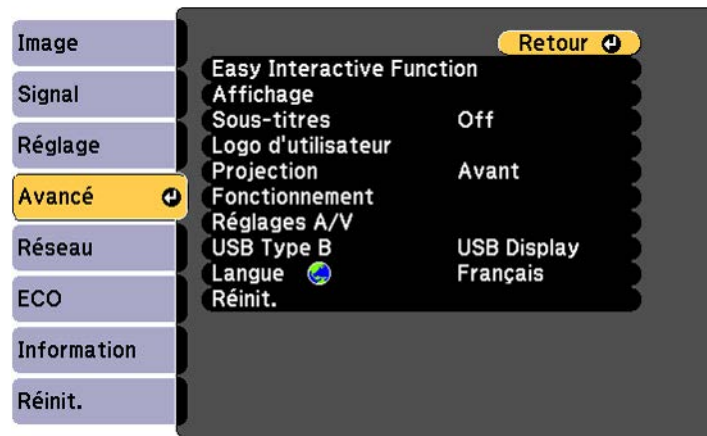 Image
Signal
Réglage
Avancé
Réseau
ECO
Information
Réinit.
Retour
Easy Interactive Function
Affichage
Sous-titres Off
Logo d'utilisateur
Projection Avant
Fonctionnement
Réglages A/V
USB Type B USB Display
Langue Français
Réinit.